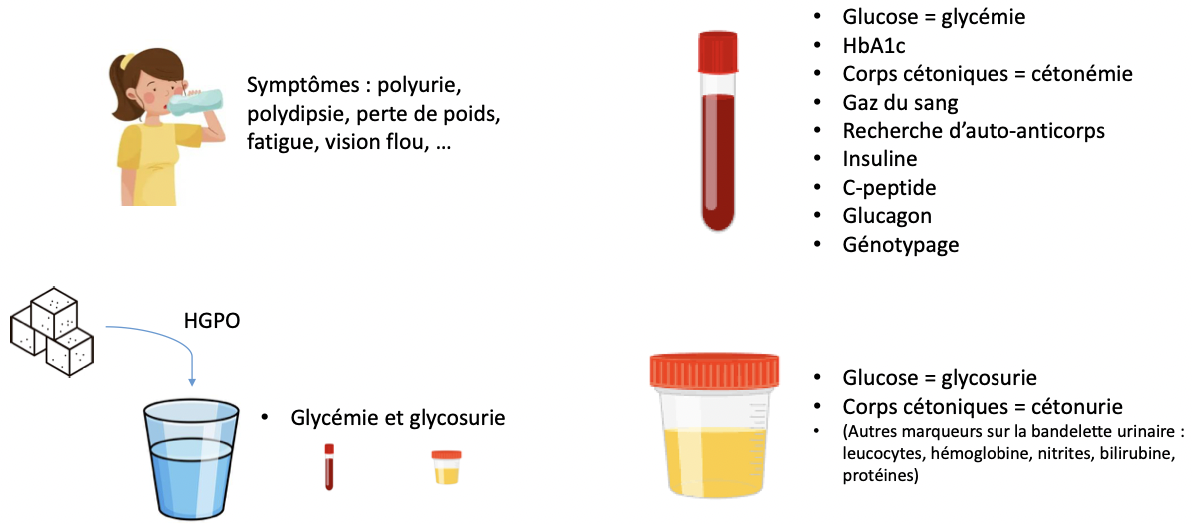 Symptômes : polyurie,
polydipsie, perte de poids,
fatigue, vision flou, …
• Glucose = glycémie
• HbA1c
• Corps cétoniques = cétonémie
• Gaz du sang
• Recherche d’auto-anticorps
• Insuline
• C-peptide
• Glucagon
• Génotypage
HGPO
• Glycémie et glycosurie
• Glucose = glycosurie
• Corps cétoniques = cétonurie
• (Autres marqueurs sur la bandelette urinaire :
leucocytes, hémoglobine, nitrites, bilirubine,
protéines)